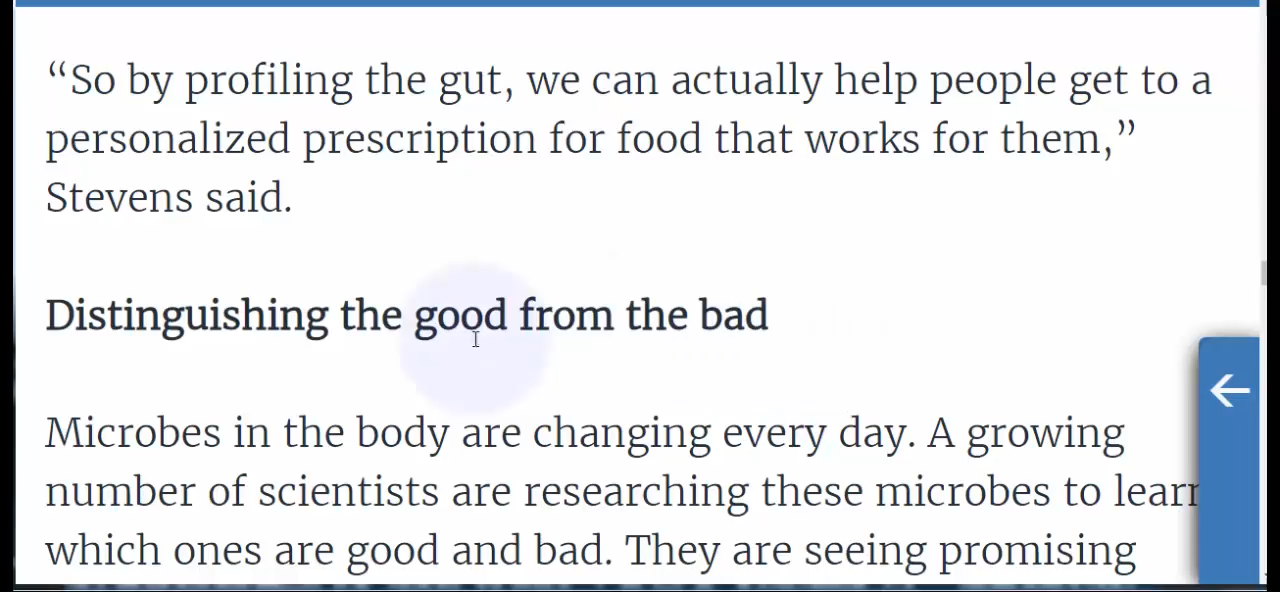 “So by profiling the gut, we can actually help people get to a
personalized prescription for food that works for them,”
Stevens said.
Distinguishing the good from the bad
Microbes in the body are changing every day. A growing
number of scientists are researching these microbes to learn
which ones are good and bad. They are seeing promising